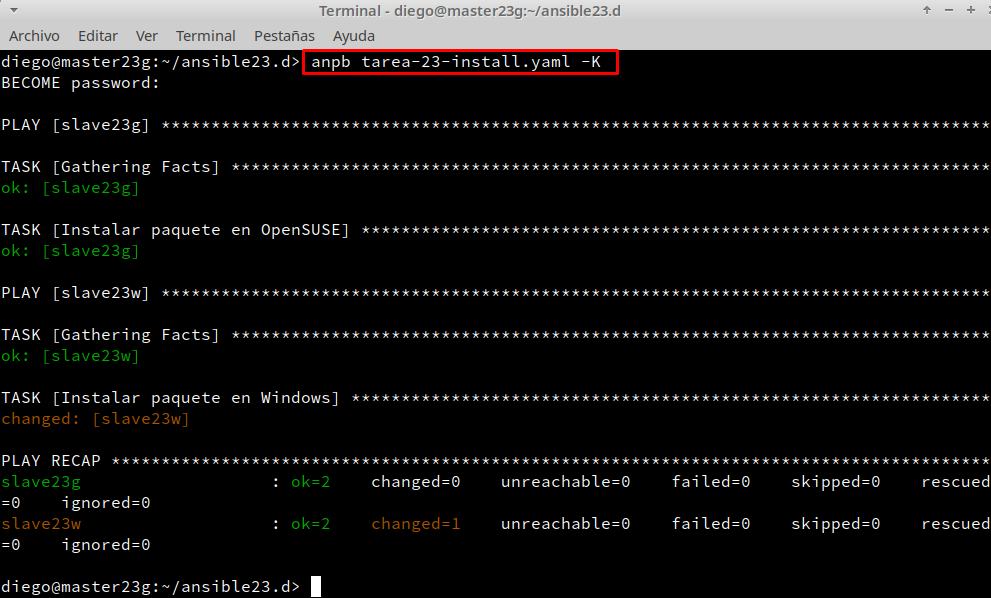 Terminal - diego@master23g:~/ansible23.d
Archivo Editar Ver Terminal Pestañas Ayuda
diego@master23g:~/ansible23.d> anpb tarea-23-install.yaml -K
BECOME password:
PLAY [slave23g] ***********************************************************************************
TASK [Gathering Facts] ****************************************************************************
ok: [slave23g]
TASK [Instalar paquete en OpenSUSE] ***************************************************************
ok: [slave23g]
PLAY [slave23w] ***********************************************************************************
TASK [Gathering Facts] ****************************************************************************
ok: [slave23w]
TASK [Instalar paquete en Windows] ****************************************************************
changed: [slave23w]
PLAY RECAP ****************************************************************************************
slave23g : ok=2 changed=0 unreachable=0 failed=0 skipped=0 rescued
=0 ignored=0
slave23w : ok=2 changed=1 unreachable=0 failed=0 skipped=0 rescued
=0 ignored=0
diego@master23g:~/ansible23.d>